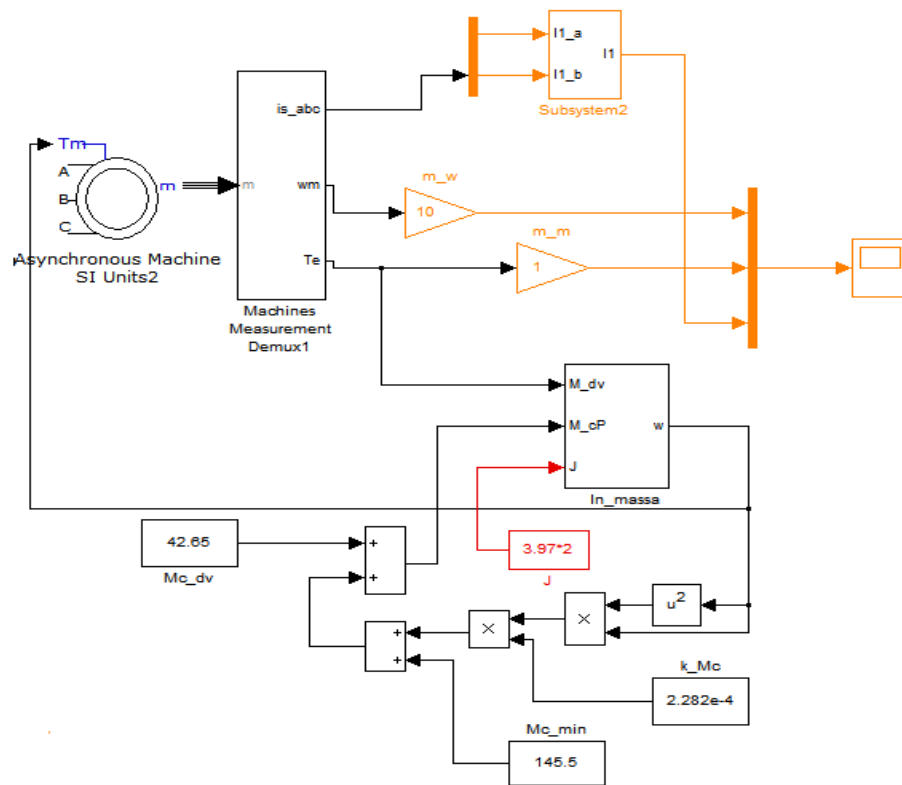 I1_a
I1_b
I1
Subsystem2
is_abc
Tm
A
B
C
m
m
wm
m_w
10
Te
m_m
1
Asynchronous Machine
SI Units2
Machines
Measurement
Demux1
M_dv
M_cP
w
J
In_massa
42.65
Mc_dv
+
+
3.97*2
J
u²
×
×
+
+
k_Mc
2.282e-4
Mc_min
145.5